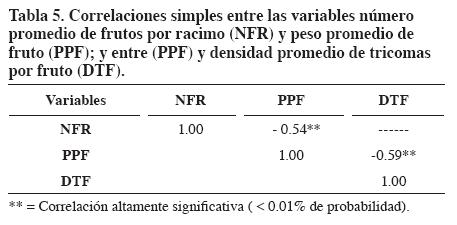 Tabla 5. Correlaciones simples entre las variables número
promedio de frutos por racimo (NFR) y peso promedio de
fruto (PPF); y entre (PPF) y densidad promedio de tricomas
por fruto (DTF).
Variables NFR PPF DTF
NFR 1.00 - 0.54** ------
PPF 1.00 -0.59**
DTF 1.00
** = Correlación altamente significativa ( < 0.01% de probabilidad).